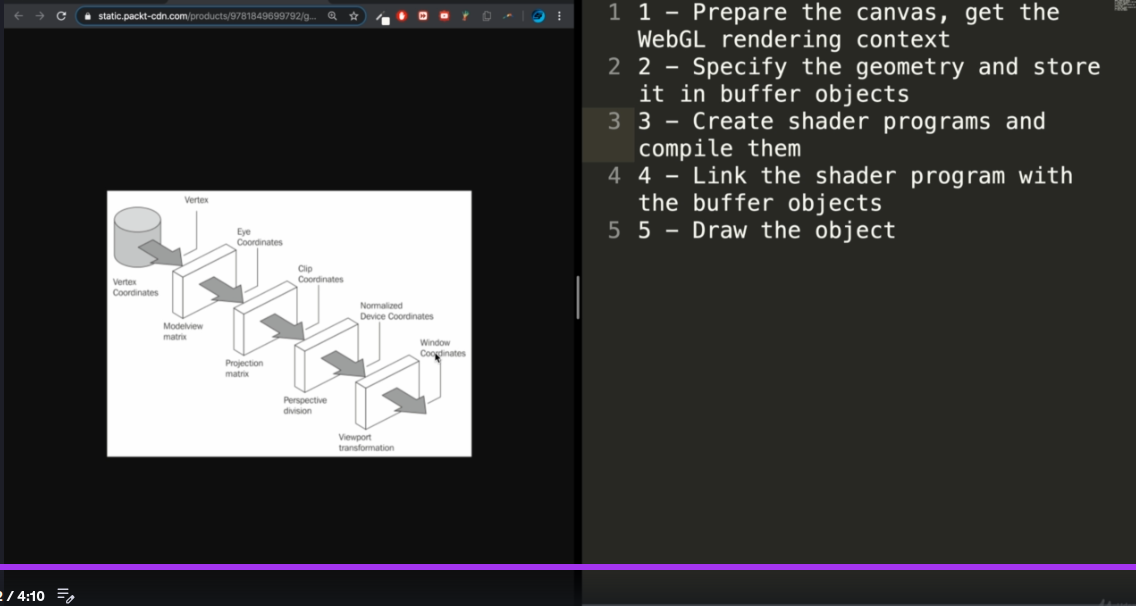 static.packt-cdn.com/products/9781849699792/g...
Vertex
Eye
Coordinates
Clip
Coordinates
Vertex
Coordinates
Normalized
Device Coordinates
Modelview
matrix
Window
Coordinates
Projection
matrix
Perspective
division
Viewport
transformation
1 1 – Prepare the canvas, get the
WebGL rendering context
2 2 – Specify the geometry and store
it in buffer objects
3 3 – Create shader programs and
compile them
4 4 – Link the shader program with
the buffer objects
5 5 – Draw the object
/ 4:10